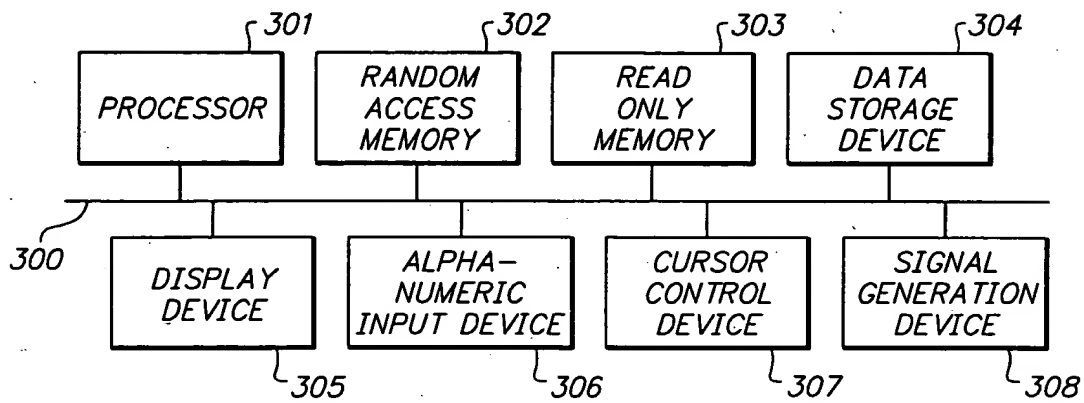 301
302
303
304
PROCESSOR
RANDOM
ACCESS
MEMORY
READ
ONLY
MEMORY
DATA
STORAGE
DEVICE
300
DISPLAY
DEVICE
ALPHA-
NUMERIC
INPUT DEVICE
CURSOR
CONTROL
DEVICE
SIGNAL
GENERATION
DEVICE
305
306
307
308